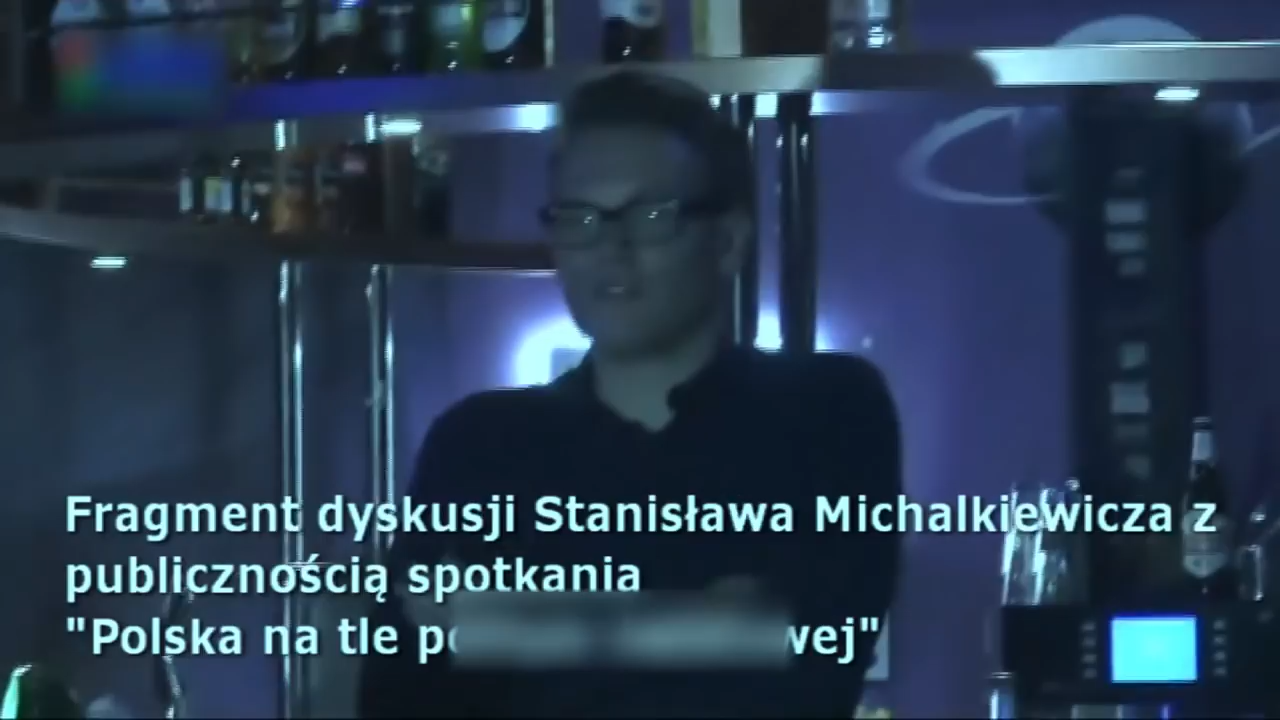 Fragment dyskusji Stanisława Michalkiewicza z
publicznością spotkania
"Polska na tle